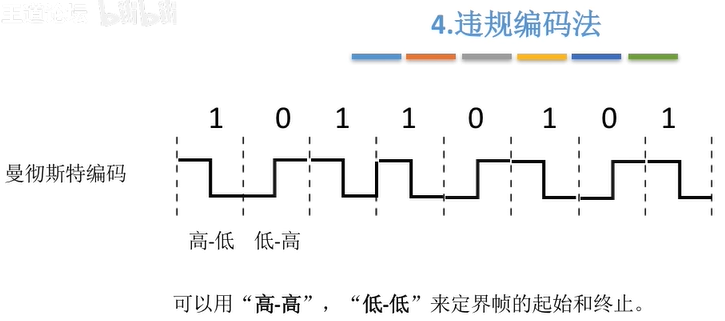 bilibili
4.违规编码法
1 0 1 1 0 1 0 1
曼彻斯特编码
高-低 低-高
可以用“高-高”，“低-低”来定界帧的起始和终止。